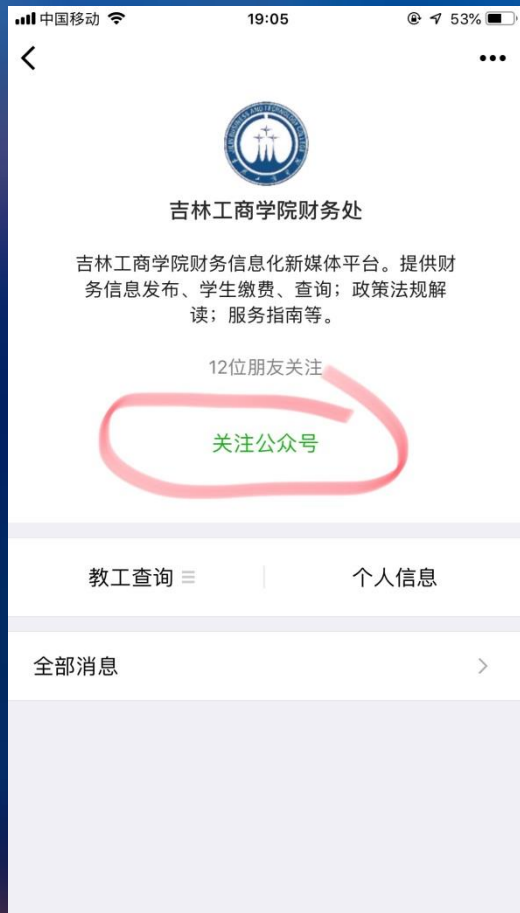 中国移动 19:05 53%
吉林工商学院财务处
吉林工商学院财务信息化新媒体平台。提供财
务信息发布、学生缴费、查询；政策法规解
读；服务指南等。
12位朋友关注
关注公众号
教工查询 个人信息
全部消息